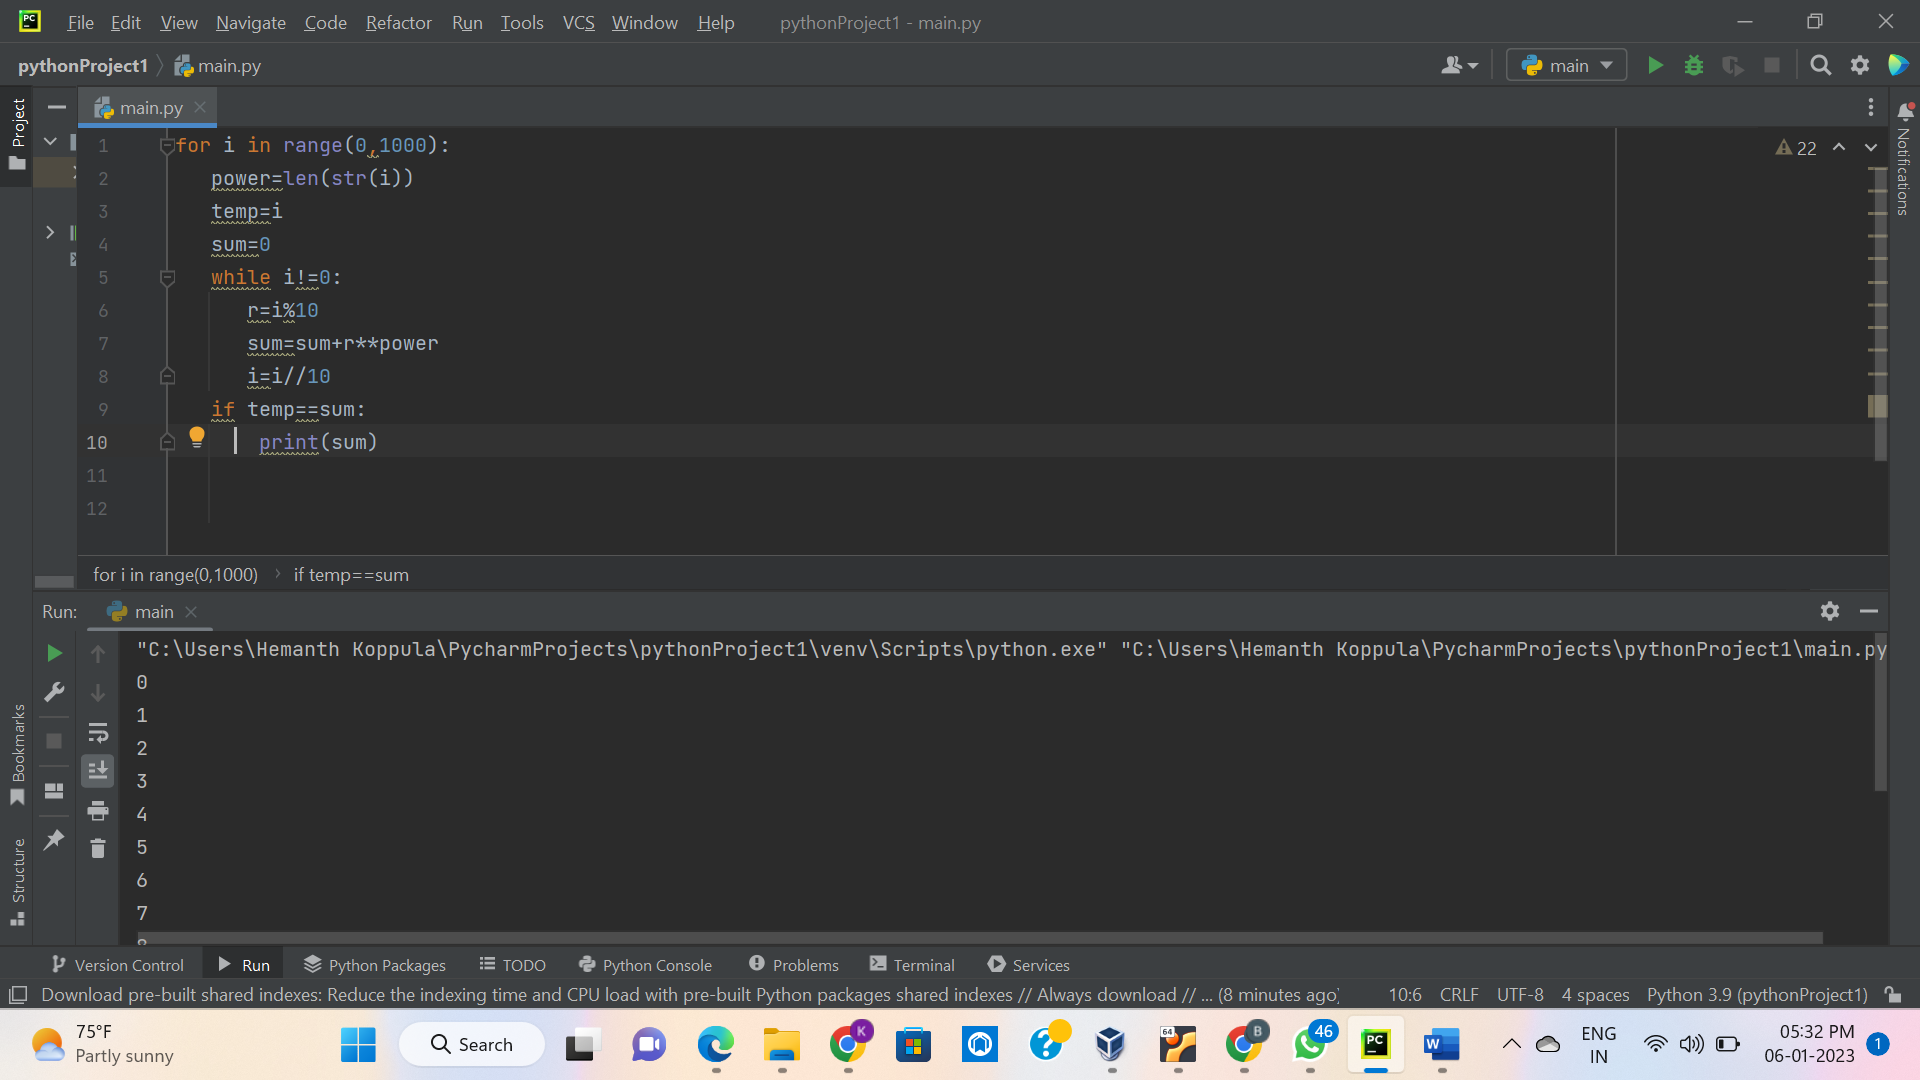 PC File Edit View Navigate Code Refactor Run Tools VCS Window Help pythonProject1 - main.py
pythonProject1 main.py main
Project
main.py
Notifications
22
1 for i in range(0,1000):
2 power=len(str(i))
3 temp=i
4 sum=0
5 while i!=0:
6 r=i%10
7 sum=sum+r**power
8 i=i//10
9 if temp==sum:
10 print(sum)
11
12
for i in range(0,1000) if temp==sum
Run: main
"C:\Users\Hemanth Koppula\PycharmProjects\pythonProject1\venv\Scripts\python.exe" "C:\Users\Hemanth Koppula\PycharmProjects\pythonProject1\main.py
0
1
2
3
4
5
6
7
Bookmarks
Structure
Version Control Run Python Packages TODO Python Console Problems Terminal Services
Download pre-built shared indexes: Reduce the indexing time and CPU load with pre-built Python packages shared indexes // Always download // ... (8 minutes ago) 10:6 CRLF UTF-8 4 spaces Python 3.9 (pythonProject1)
75°F
Partly sunny
Search
K
64
B
46
PC
W
ENG
IN
05:32 PM
06-01-2023
1